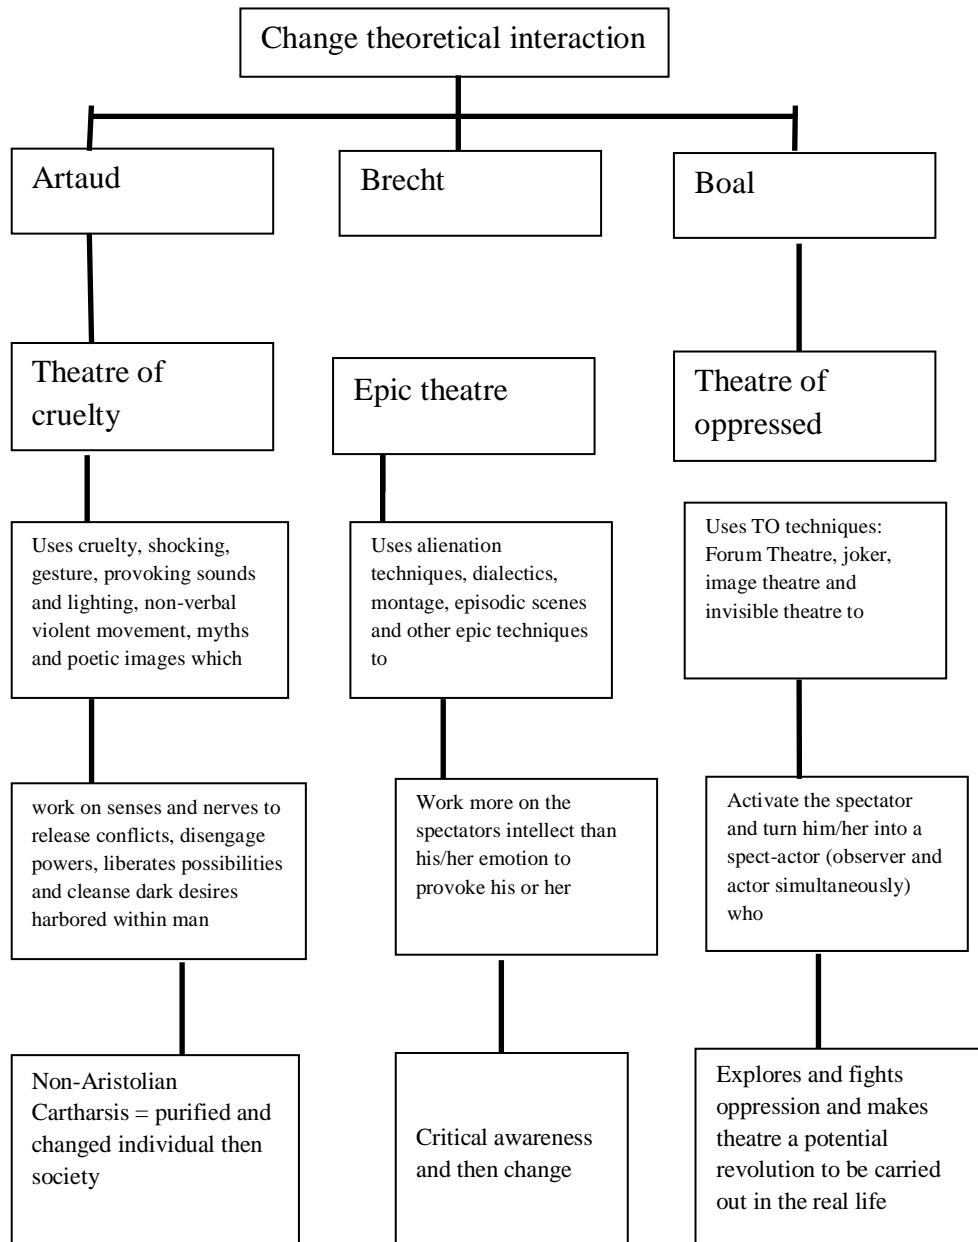 Change theoretical interaction
Artaud
Brecht
Boal
Theatre of
cruelty
Epic theatre
Theatre of
oppressed
Uses cruelty, shocking,
gesture, provoking sounds
and lighting, non-verbal
violent movement, myths
and poetic images which
Uses alienation
techniques, dialectics,
montage, episodic scenes
and other epic techniques
to
Uses TO techniques:
Forum Theatre, joker,
image theatre and
invisible theatre to
work on senses and nerves to
release conflicts, disengage
powers, liberates possibilities
and cleanse dark desires
harbored within man
Work more on the
spectators intellect than
his/her emotion to
provoke his or her
Activate the spectator
and turn him/her into a
spect-actor (observer and
actor simultaneously)
who
Non-Aristolian
Cartharsis = purified and
changed individual then
society
Critical awareness
and then change
Explores and fights
oppression and makes
theatre a potential
revolution to be carried
out in the real life